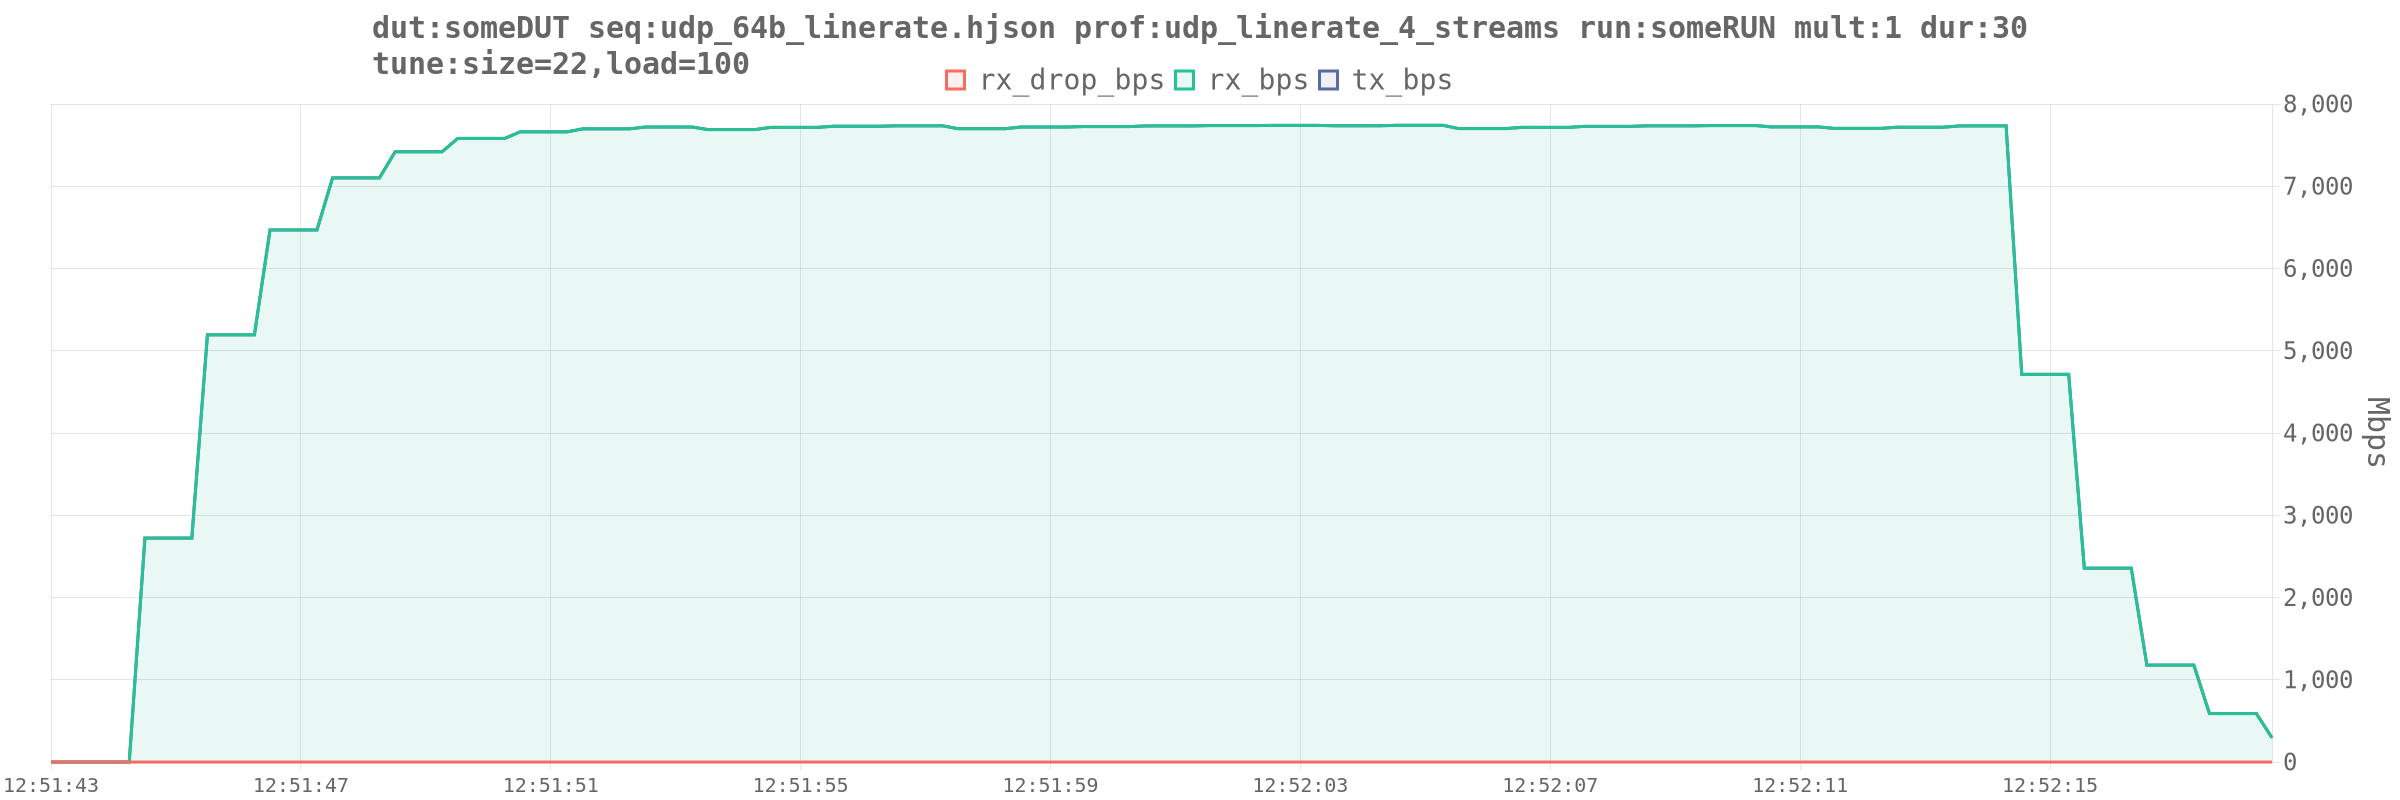 dut:someDUT seq:udp_64b_linerate.hjson prof:udp_linerate_4_streams run:someRUN mult:1 dur:30
tune:size=22,load=100
rx_drop_bps rx_bps tx_bps
8,000
7,000
6,000
5,000
4,000
3,000
2,000
1,000
0
Mbps
12:51:43 12:51:47 12:51:51 12:51:55 12:51:59 12:52:03 12:52:07 12:52:11 12:52:15